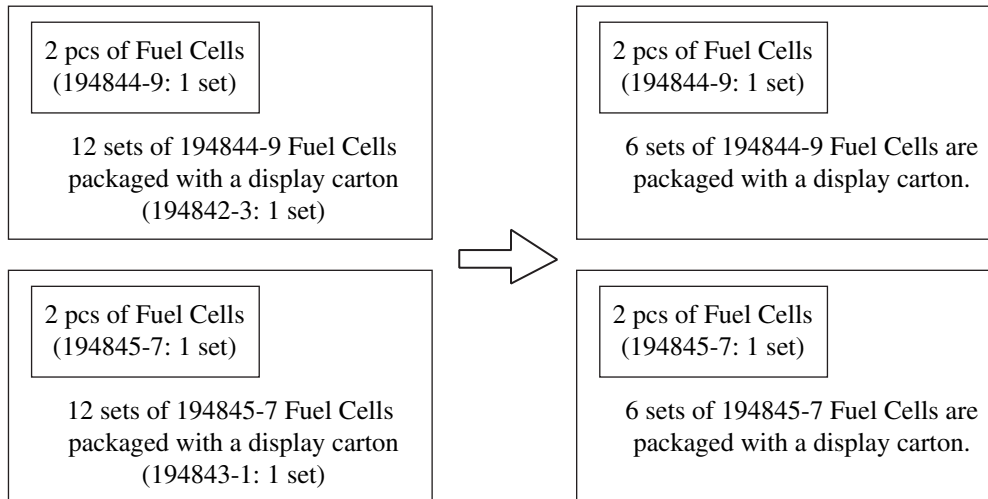 2 pcs of Fuel Cells
(194844-9: 1 set)
12 sets of 194844-9 Fuel Cells
packaged with a display carton
(194842-3: 1 set)
2 pcs of Fuel Cells
(194844-9: 1 set)
6 sets of 194844-9 Fuel Cells are
packaged with a display carton.
2 pcs of Fuel Cells
(194845-7: 1 set)
12 sets of 194845-7 Fuel Cells
packaged with a display carton
(194843-1: 1 set)
2 pcs of Fuel Cells
(194845-7: 1 set)
6 sets of 194845-7 Fuel Cells are
packaged with a display carton.